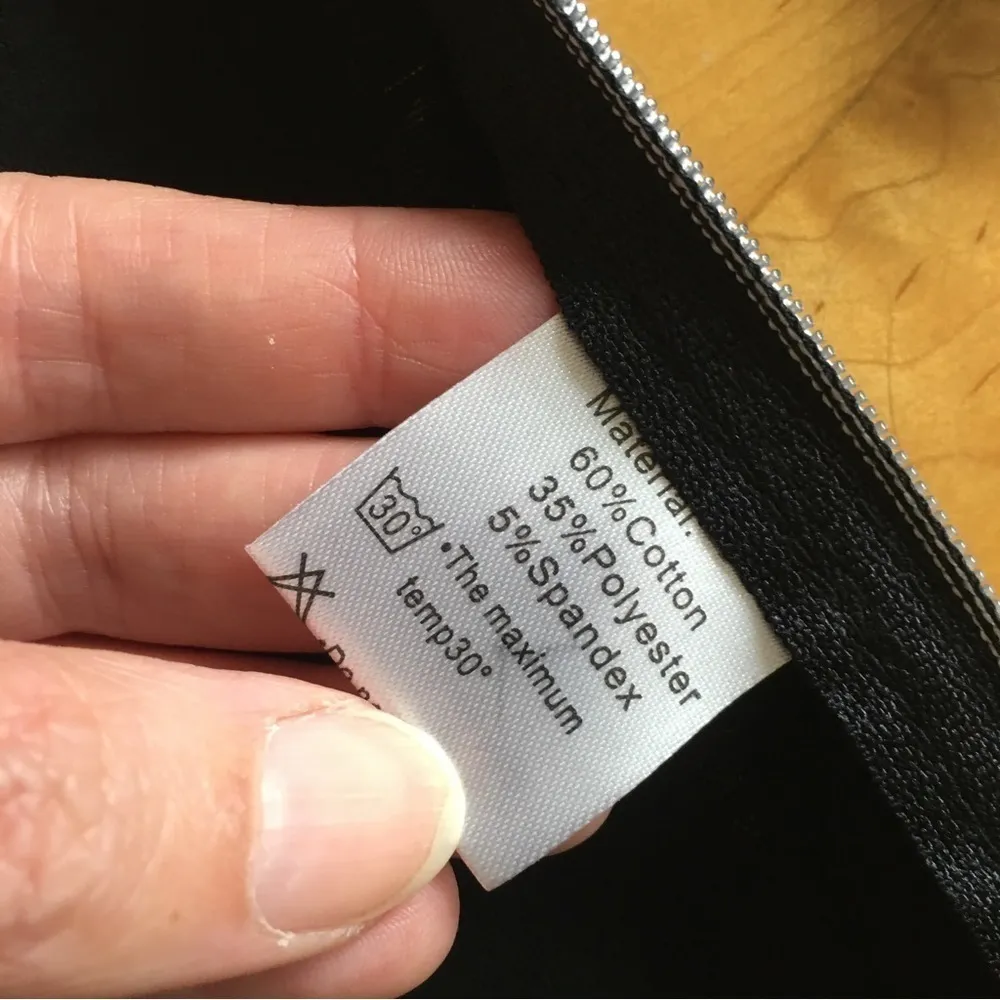 Material:
60%Cotton
35%Polyester
5%Spandex
30°
•The maximum
temp30°